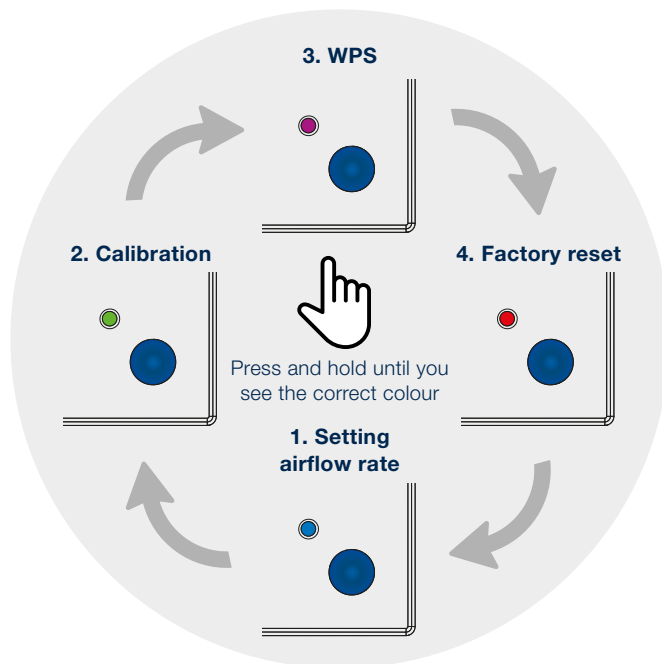 3. WPS
2. Calibration
4. Factory reset
Press and hold until you
see the correct colour
1. Setting
airflow rate